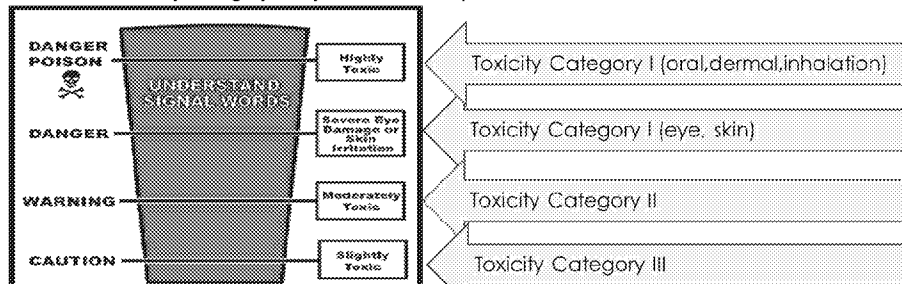 DANGER
POISON
UNDERSTAND
SIGNAL WORDS
Highly
Toxic
Toxicity Category I (oral,dermal,inhalation)
DANGER
Severe Eye
Damage or
Skin
Irritation
Toxicity Category I (eye, skin)
WARNING
Moderately
Toxic
Toxicity Category II
CAUTION
Slightly
Toxic
Toxicity Category III